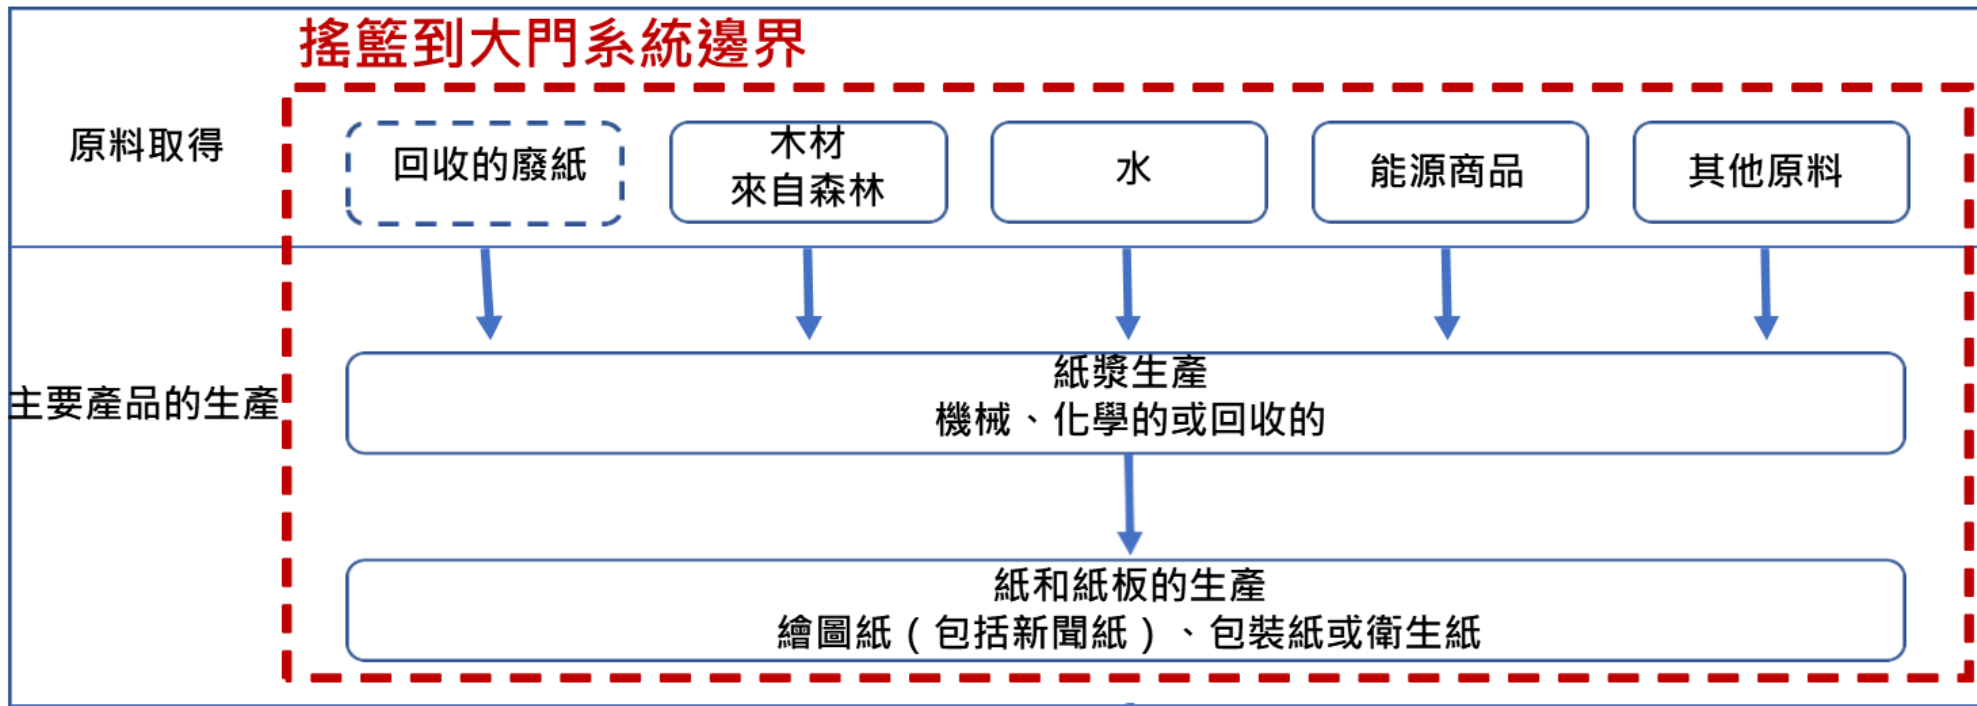 搖籃到大門系統邊界
原料取得
回收的廢紙
木材
來自森林
水
能源商品
其他原料
主要產品的生產
紙漿生產
機械、化學的或回收的
紙和紙板的生產
繪圖紙（包括新聞紙）、包裝紙或衛生紙